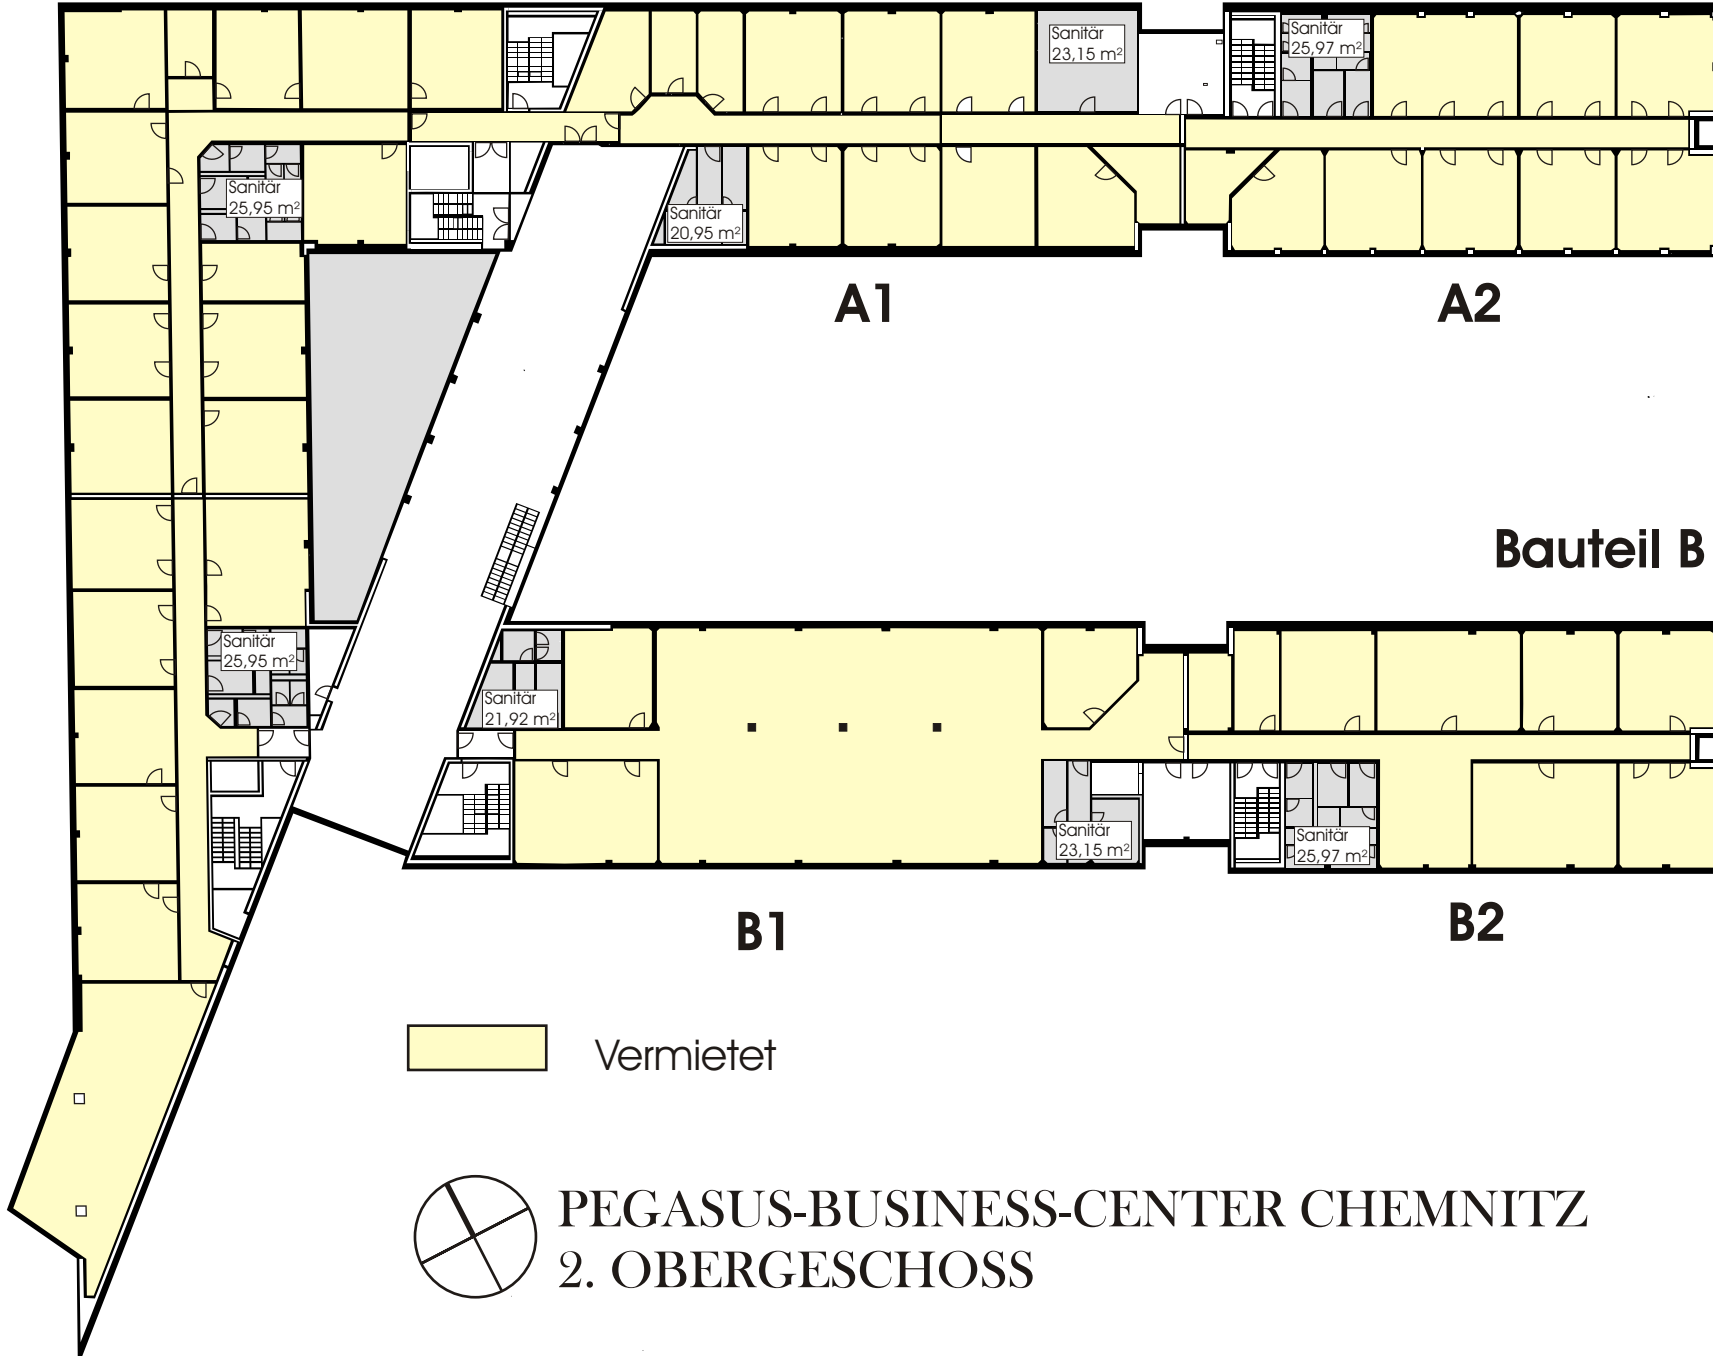 Sanitär
23,15 m²
Sanitär
25,97 m²
Sanitär
25,95 m²
Sanitär
20,95 m²
A1
A2
Bauteil B
Sanitär
25,95 m²
Sanitär
21,92 m²
Sanitär
23,15 m²
Sanitär
25,97 m²
B1
B2
Vermietet
PEGASUS-BUSINESS-CENTER CHEMNITZ
2. OBERGESCHOSS